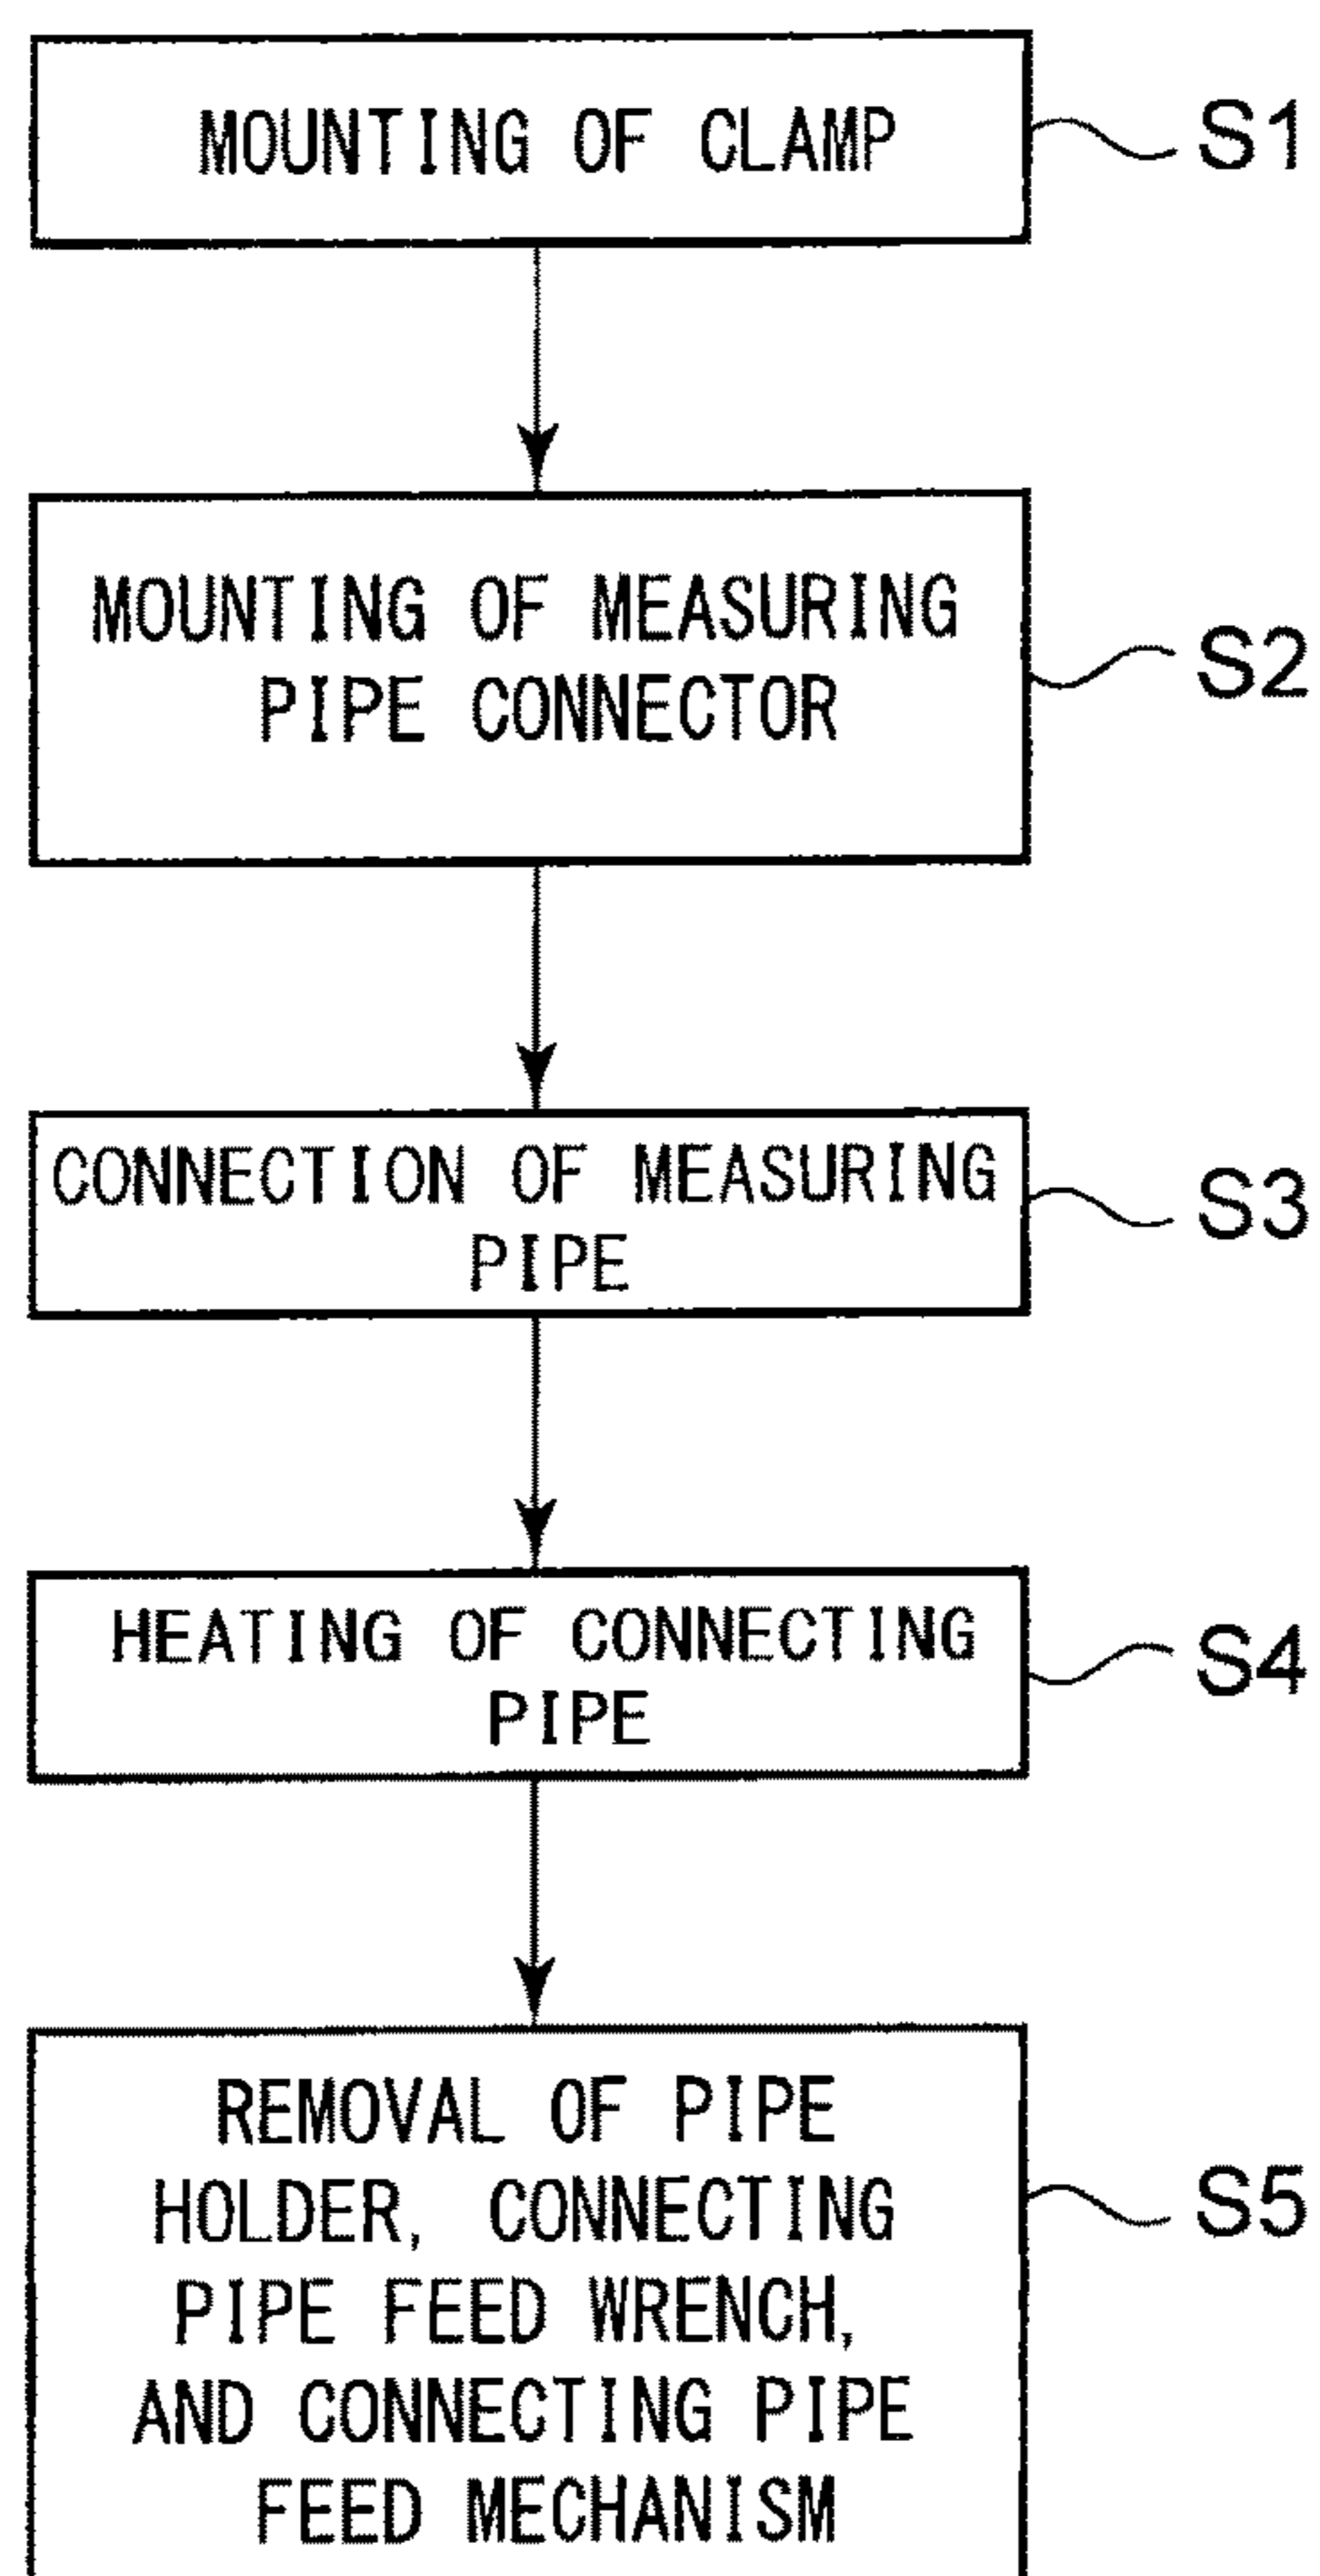 MOUNTING OF CLAMP
S1
MOUNTING OF MEASURING
PIPE CONNECTOR
S2
CONNECTION OF MEASURING
PIPE
S3
HEATING OF CONNECTING
PIPE
S4
REMOVAL OF PIPE
HOLDER, CONNECTING
PIPE FEED WRENCH,
AND CONNECTING PIPE
FEED MECHANISM
S5